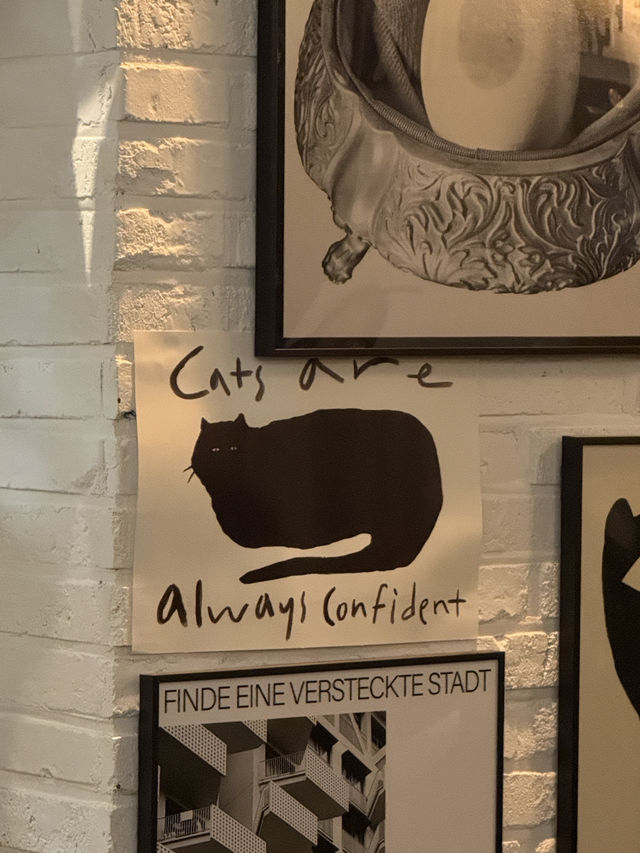 Cats are
always confident
FINDE EINE VERSTECKTE STADT